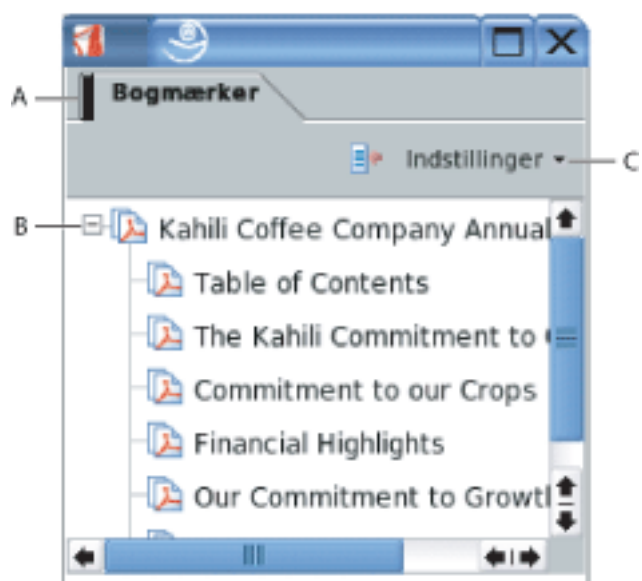 A
Bogmærker
Indstillinger
C
B
Kahili Coffee Company Annual
Table of Contents
The Kahili Commitment to
Commitment to our Crops
Financial Highlights
Our Commitment to Growth